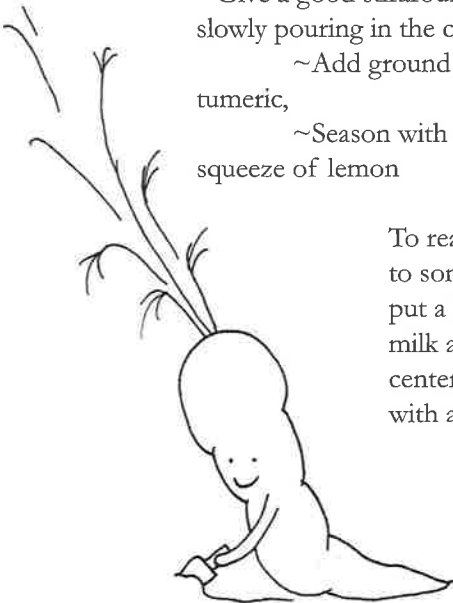 slowly pouring in the c
~Add ground
tumeric,
~Season with
squeeze of lemon
To rea
to son
put a
milk a
center
with a